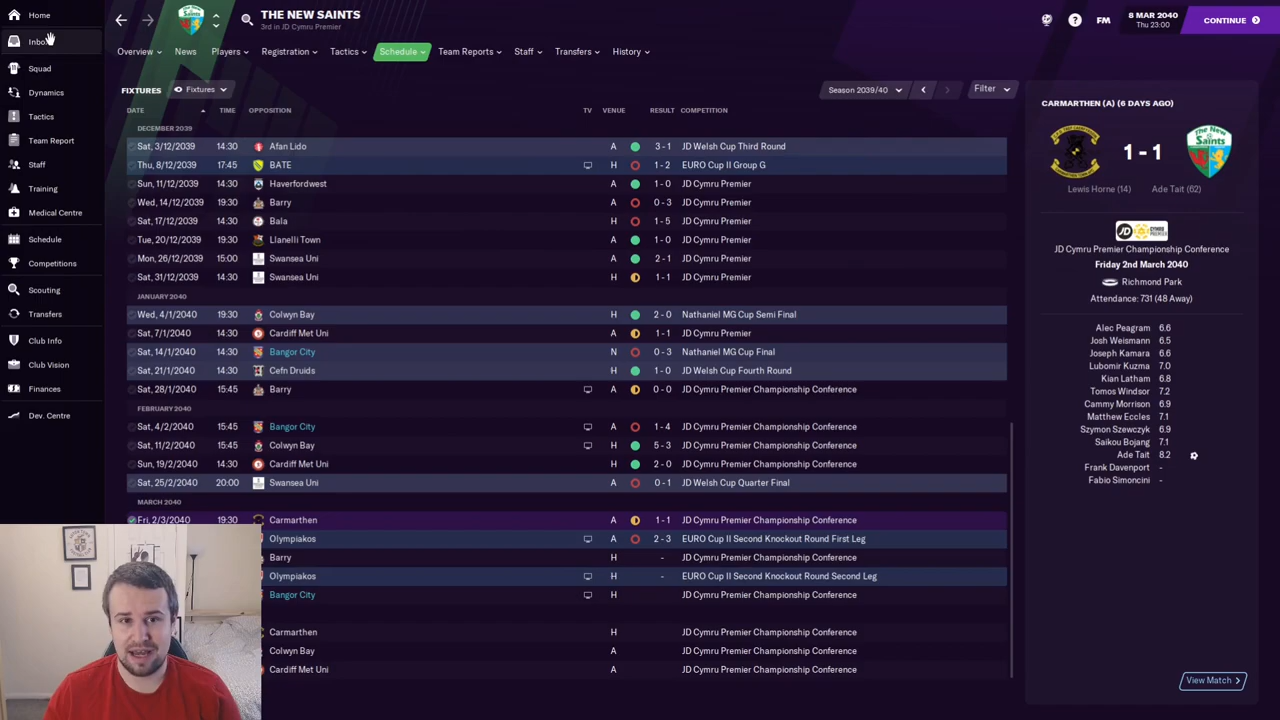 Home
THE NEW SAINTS
3rd in JD Cymru Premier
FM
8 MAR 2040
Thu 23:00
CONTINUE
Inbox
Overview
News
Players
Registration
Tactics
Schedule
Team Reports
Staff
Transfers
History
Squad
Dynamics
Tactics
Team Report
Staff
Training
Medical Centre
Schedule
Competitions
Scouting
Transfers
Club Info
Club Vision
Finances
Dev. Centre
FIXTURES Fixtures Season 2039/40 Filter
DATE TIME OPPOSITION TV VENUE RESULT COMPETITION
DECEMBER 2039
Sat, 3/12/2039 14:30 Afan Lido A 3 - 1 JD Welsh Cup Third Round
Thu, 8/12/2039 17:45 BATE H 1 - 2 EURO Cup II Group G
Sun, 11/12/2039 14:30 Haverfordwest A 1 - 0 JD Cymru Premier
Wed, 14/12/2039 19:30 Barry A 0 - 3 JD Cymru Premier
Sat, 17/12/2039 14:30 Bala H 1 - 5 JD Cymru Premier
Tue, 20/12/2039 19:30 Llanelli Town A 1 - 0 JD Cymru Premier
Mon, 26/12/2039 15:00 Swansea Uni A 2 - 1 JD Cymru Premier
Sat, 31/12/2039 14:30 Swansea Uni H 1 - 1 JD Cymru Premier
JANUARY 2040
Wed, 4/1/2040 19:30 Colwyn Bay H 2 - 0 Nathaniel MG Cup Semi Final
Sat, 7/1/2040 14:30 Cardiff Met Uni A 1 - 1 JD Cymru Premier
Sat, 14/1/2040 14:30 Bangor City N 0 - 3 Nathaniel MG Cup Final
Sat, 21/1/2040 14:30 Cefn Druids H 1 - 0 JD Welsh Cup Fourth Round
Sat, 28/1/2040 15:45 Barry A 0 - 0 JD Cymru Premier Championship Conference
FEBRUARY 2040
Sat, 4/2/2040 15:45 Bangor City A 1 - 4 JD Cymru Premier Championship Conference
Sat, 11/2/2040 15:45 Colwyn Bay H 5 - 3 JD Cymru Premier Championship Conference
Sun, 19/2/2040 14:30 Cardiff Met Uni H 2 - 0 JD Cymru Premier Championship Conference
Sat, 25/2/2040 20:00 Swansea Uni A 0 - 1 JD Welsh Cup Quarter Final
MARCH 2040
Fri, 2/3/2040 19:30 Carmarthen A 1 - 1 JD Cymru Premier Championship Conference
Olympiakos A 2 - 3 EURO Cup II Second Knockout Round First Leg
Barry H - JD Cymru Premier Championship Conference
Olympiakos H - EURO Cup II Second Knockout Round Second Leg
Bangor City H JD Cymru Premier Championship Conference
Carmarthen H JD Cymru Premier Championship Conference
Colwyn Bay A JD Cymru Premier Championship Conference
Cardiff Met Uni A JD Cymru Premier Championship Conference
CARMARTHEN (A) (6 DAYS AGO)
1 - 1
The New Saints
Lewis Horne (14) Ade Tait (62)
JD
JD Cymru Premier Championship Conference
Friday 2nd March 2040
Richmond Park
Attendance: 731 (48 Away)
Alec Peagram 6.6
Josh Weismann 6.5
Joseph Kamara 6.6
Lubomir Kuzma 7.0
Kian Latham 6.8
Tomos Windsor 7.2
Cammy Morrison 6.9
Matthew Eccles 7.1
Szymon Szewczyk 6.9
Saikou Bojang 7.1
Ade Tait 8.2
Frank Davenport -
Fabio Simoncini -
View Match